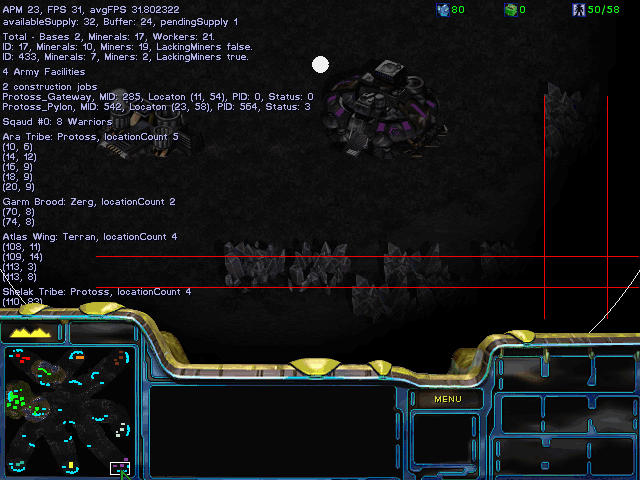 APM 23, FPS 31, avgFPS 31.802322
availableSupply: 32, Buffer: 24, pendingSupply 1
80
0
50/58
Total - Bases 2, Minerals: 17, Workers: 21.
ID: 17, Minerals: 10, Miners: 19, LackingMiners false.
ID: 433, Minerals: 7, Miners: 2, LackingMiners true.
4 Army Facilities
2 construction jobs
Protoss_Gateway, MID: 285, Locaton (11, 54), PID: 0, Status: 0
Protoss_Pylon, MID: 542, Locaton (23, 58), PID: 564, Status: 3
Sqaud #0: 8 Warriors
Ara Tribe: Protoss, locationCount 5
(10, 6)
(14, 12)
(16, 9)
(18, 9)
(20, 9)
Garm Brood: Zerg, locationCount 2
(70, 8)
(74, 8)
Atlas Wing: Terran, locationCount 4
(108, 11)
(109, 14)
(113, 3)
(113, 8)
Shelak Tribe: Protoss, locationCount 4
(110, 83)
MENU